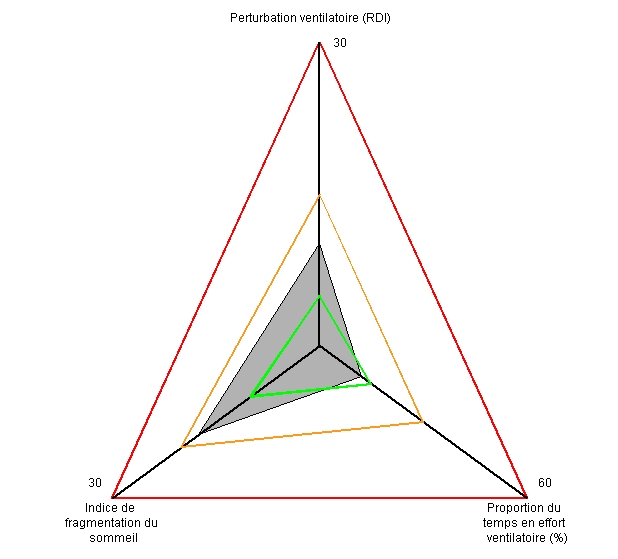 Perturbation ventilatoire (RDI)
30
30
60
Indice de
fragmentation du
sommeil
Proportion du
temps en effort
ventilatoire (%)